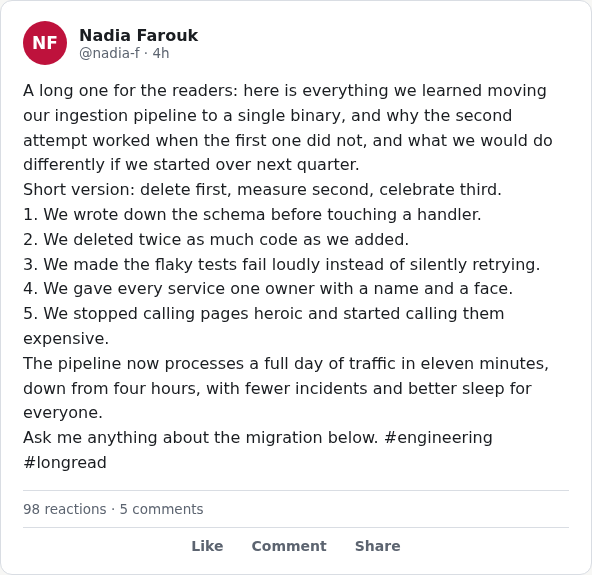 NF
Nadia Farouk
@nadia-f · 4h
A long one for the readers: here is everything we learned moving
our ingestion pipeline to a single binary, and why the second
attempt worked when the first one did not, and what we would do
differently if we started over next quarter.
Short version: delete first, measure second, celebrate third.
1. We wrote down the schema before touching a handler.
2. We deleted twice as much code as we added.
3. We made the flaky tests fail loudly instead of silently retrying.
4. We gave every service one owner with a name and a face.
5. We stopped calling pages heroic and started calling them
expensive.
The pipeline now processes a full day of traffic in eleven minutes,
down from four hours, with fewer incidents and better sleep for
everyone.
Ask me anything about the migration below. #engineering
#longread
98 reactions · 5 comments
Like Comment Share